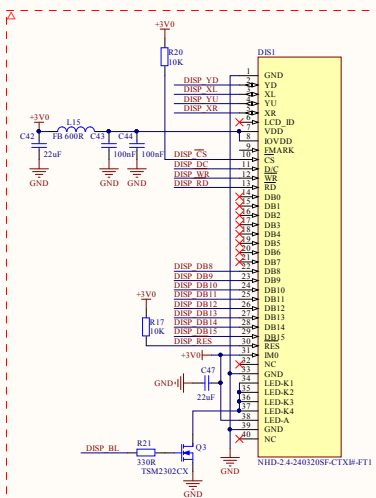 +3V0
R20
10K
DIS1
DISP_YD
DISP_XL
DISP_YU
DISP_XR
1 GND
2 YD
3 XL
4 YU
5 XR
6 LCD_ID
7 VDD
8 IOVDD
9 FMARK
10 CS
11 D/C
12 WR
13 RD
14 DB0
15 DB1
16 DB2
17 DB3
18 DB4
19 DB5
20 DB6
21 DB7
22 DB8
23 DB9
24 DB10
25 DB11
26 DB12
27 DB13
28 DB14
29 DB15
30 RES
31 IM0
32 NC
33 GND
34 LED-K1
35 LED-K2
36 LED-K3
37 LED-K4
38 LED-A
39 GND
40 NC
+3V0
L15
C42
FB 600R
C43
C44
22uF
100nF
100nF
GND
GND
GND
DISP_CS
DISP_DC
DISP_WR
DISP_RD
DISP_DB8
DISP_DB9
DISP_DB10
DISP_DB11
DISP_DB12
DISP_DB13
DISP_DB14
DISP_DB15
DISP_RES
+3V0
R17
10K
+3V0
C47
GND
22uF
DISP_BL
R21
330R
Q3
TSM2302CX
GND
GND
NHD-2.4-240320SF-CTXI#-FT1